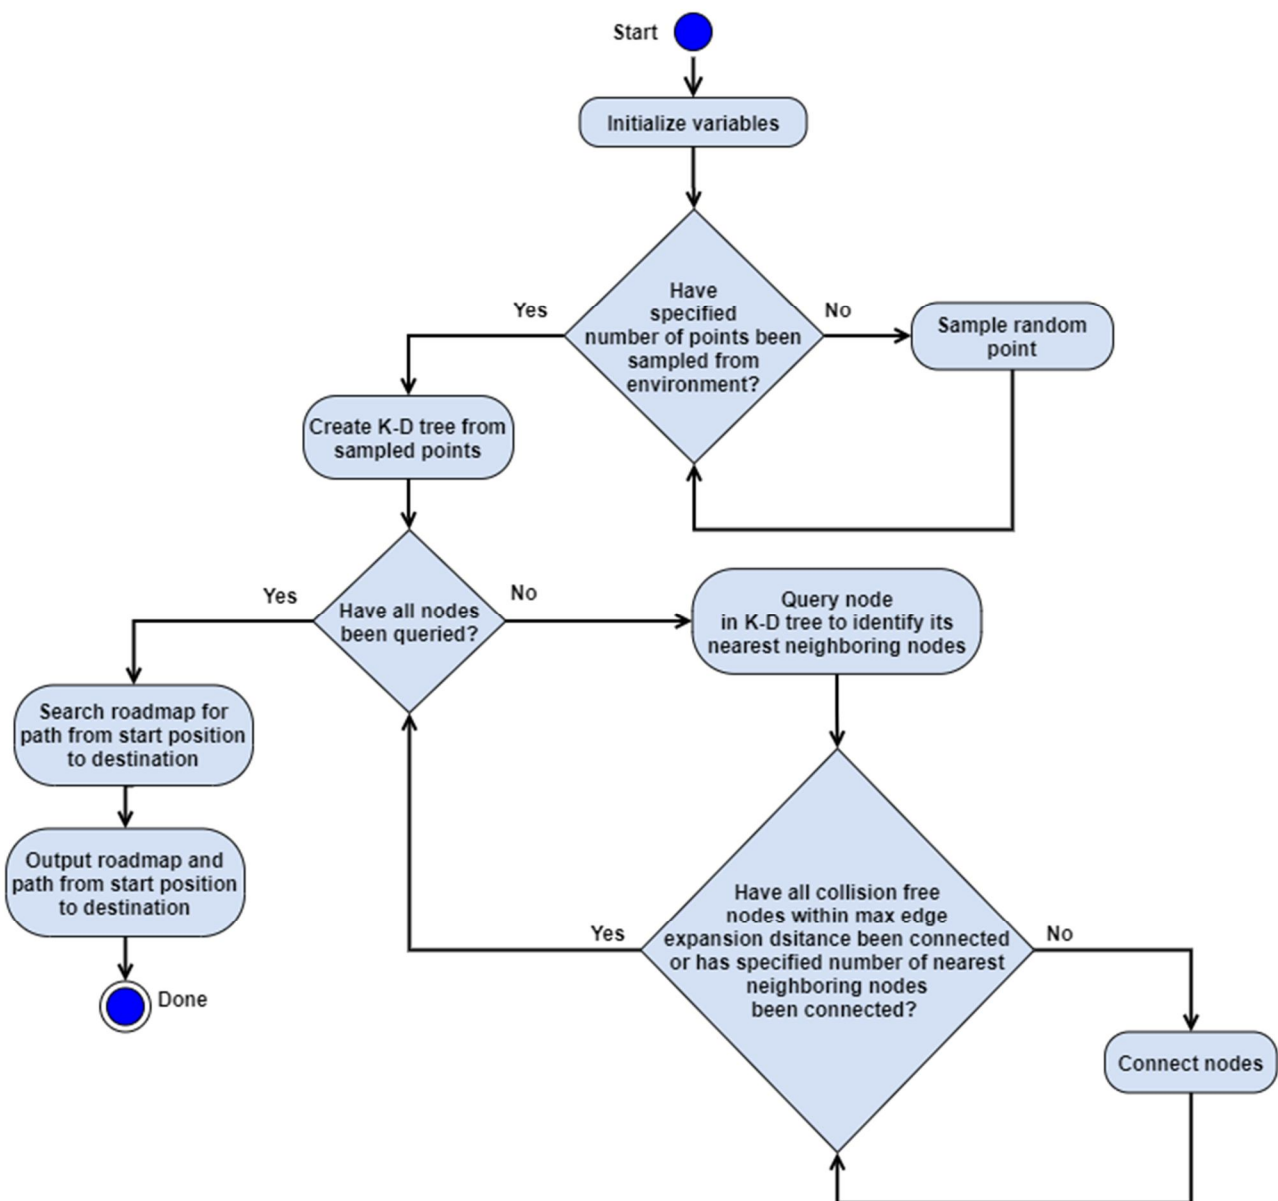 Start
Initialize variables
Have
specified
number of points been
sampled from
environment?
Yes
No
Sample random
point
Create K-D tree from
sampled points
Have all nodes
been queried?
Yes
No
Query node
in K-D tree to identify its
nearest neighboring nodes
Search roadmap for
path from start position
to destination
Output roadmap and
path from start position
to destination
Done
Have all collision free
nodes within max edge
expansion dsitance been connected
or has specified number of nearest
neighboring nodes
been connected?
Yes
No
Connect nodes